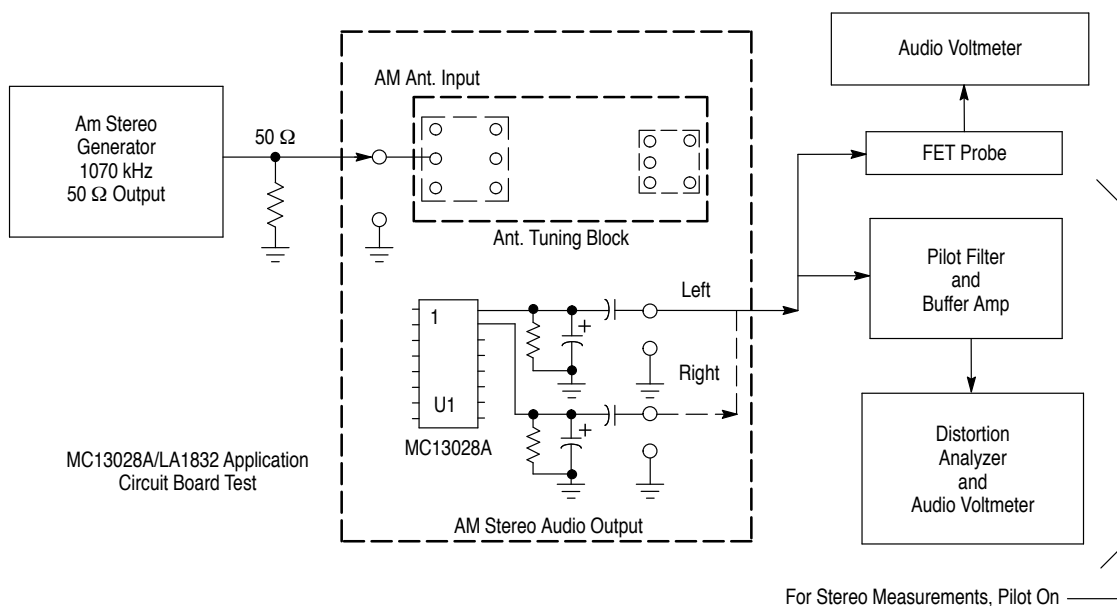 Am Stereo
Generator
1070 kHz
50 Ω Output
50 Ω
AM Ant. Input
Ant. Tuning Block
1
U1
MC13028A
+
+
Left
Right
AM Stereo Audio Output
MC13028A/LA1832 Application
Circuit Board Test
Audio Voltmeter
FET Probe
Pilot Filter
and
Buffer Amp
Distortion
Analyzer
and
Audio Voltmeter
For Stereo Measurements, Pilot On